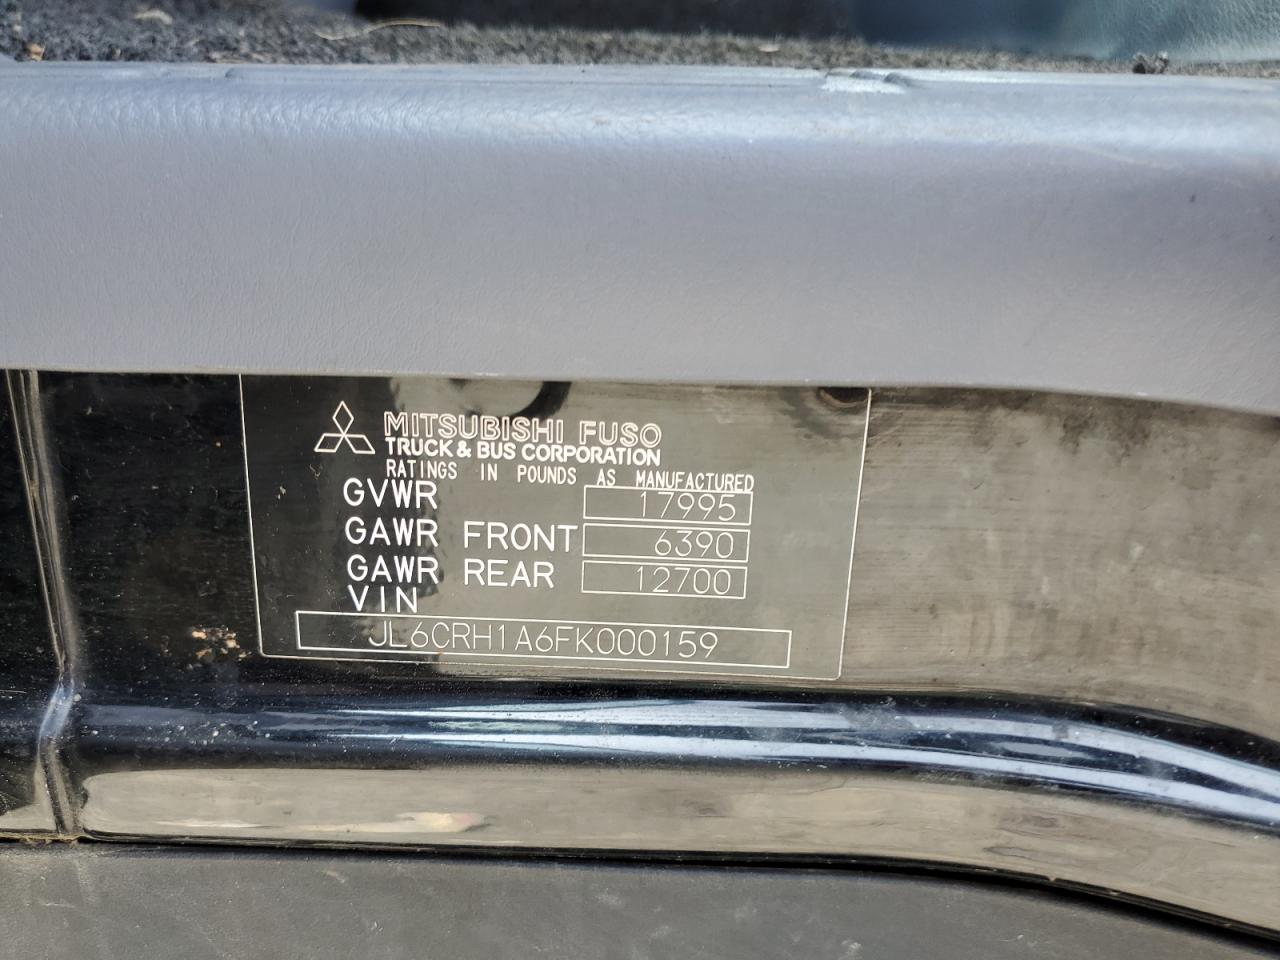 MITSUBISHI FUSO
TRUCK & BUS CORPORATION
RATINGS IN POUNDS AS MANUFACTURED
GVWR 17995
GAWR FRONT 6390
GAWR REAR 12700
VIN
JL6CRH1A6FK000159